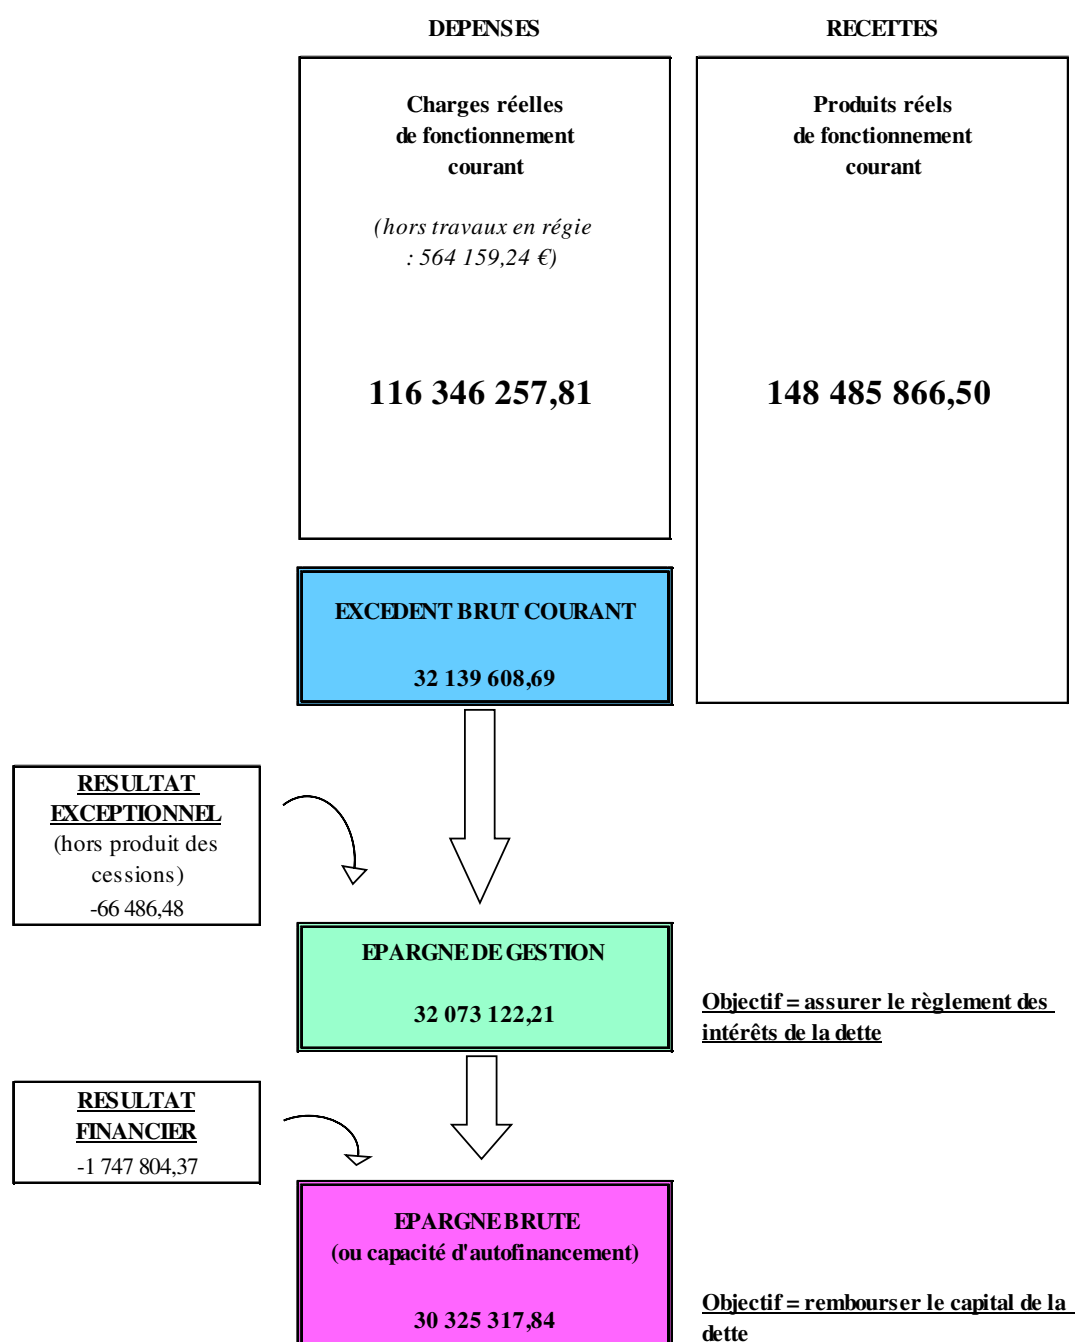 DEPENSES
RECETTES
Charges réelles
de fonctionnement
courant
(hors travaux en régie
: 564 159,24 €)
116 346 257,81
Produits réels
de fonctionnement
courant
148 485 866,50
EXCEDENT BRUT COURANT
32 139 608,69
RESULTAT
EXCEPTIONNEL
(hors produit des
cessions)
-66 486,48
EPARGNE DE GESTION
32 073 122,21
Objectif = assurer le règlement des
intérêts de la dette
RESULTAT
FINANCIER
-1 747 804,37
EPARGNE BRUTE
(ou capacité d'autofinancement)
30 325 317,84
Objectif = rembourser le capital de la
dette